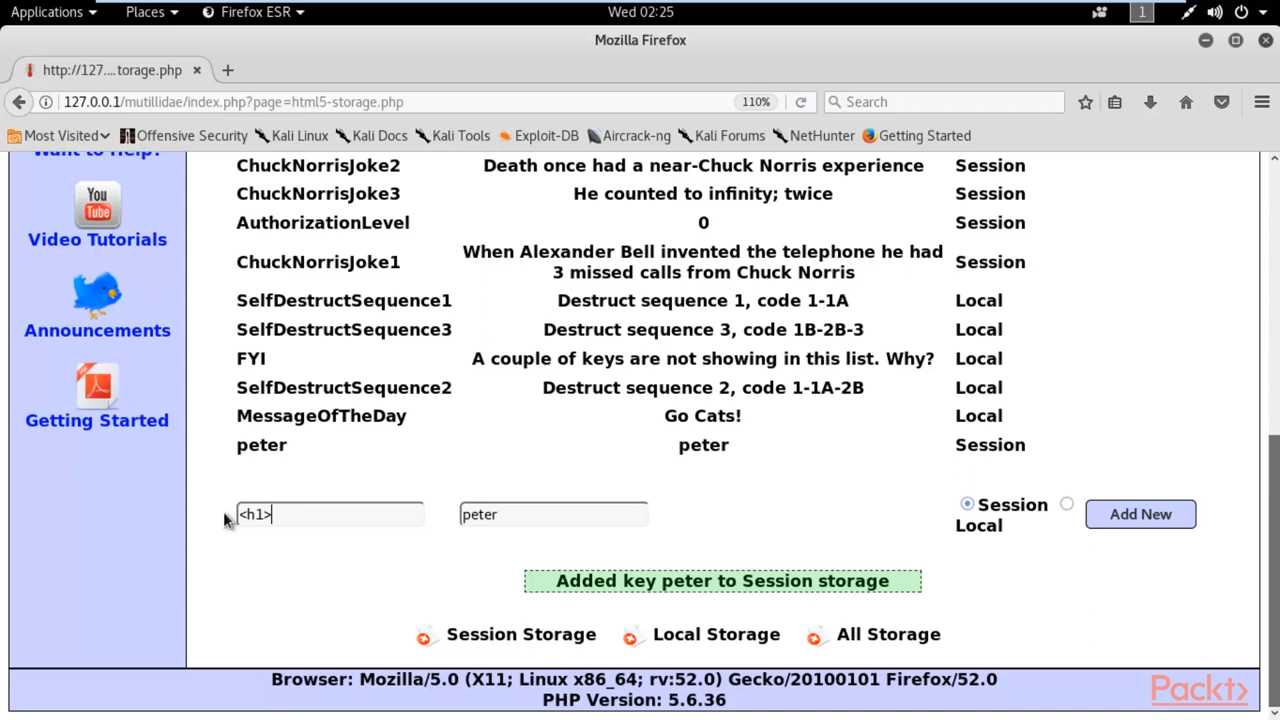 Applications Places Firefox ESR Wed 02:25 1
Mozilla Firefox
http://127....torage.php
127.0.0.1/mutillidae/index.php?page=html5-storage.php 110% Search
Most Visited Offensive Security Kali Linux Kali Docs Kali Tools Exploit-DB Aircrack-ng Kali Forums NetHunter Getting Started
Want to Help?
You Tube
Video Tutorials
Announcements
Getting Started
ChuckNorrisJoke2 Death once had a near-Chuck Norris experience Session
ChuckNorrisJoke3 He counted to infinity; twice Session
AuthorizationLevel 0 Session
When Alexander Bell invented the telephone he had
ChuckNorrisJoke1 3 missed calls from Chuck Norris Session
SelfDestructSequence1 Destruct sequence 1, code 1-1A Local
SelfDestructSequence3 Destruct sequence 3, code 1B-2B-3 Local
FYI A couple of keys are not showing in this list. Why? Local
SelfDestructSequence2 Destruct sequence 2, code 1-1A-2B Local
MessageOfTheDay Go Cats! Local
peter peter Session
<h1> peter Session Local Add New
Added key peter to Session storage
Session Storage Local Storage All Storage
Browser: Mozilla/5.0 (X11; Linux x86_64; rv:52.0) Gecko/20100101 Firefox/52.0
PHP Version: 5.6.36
Packt>